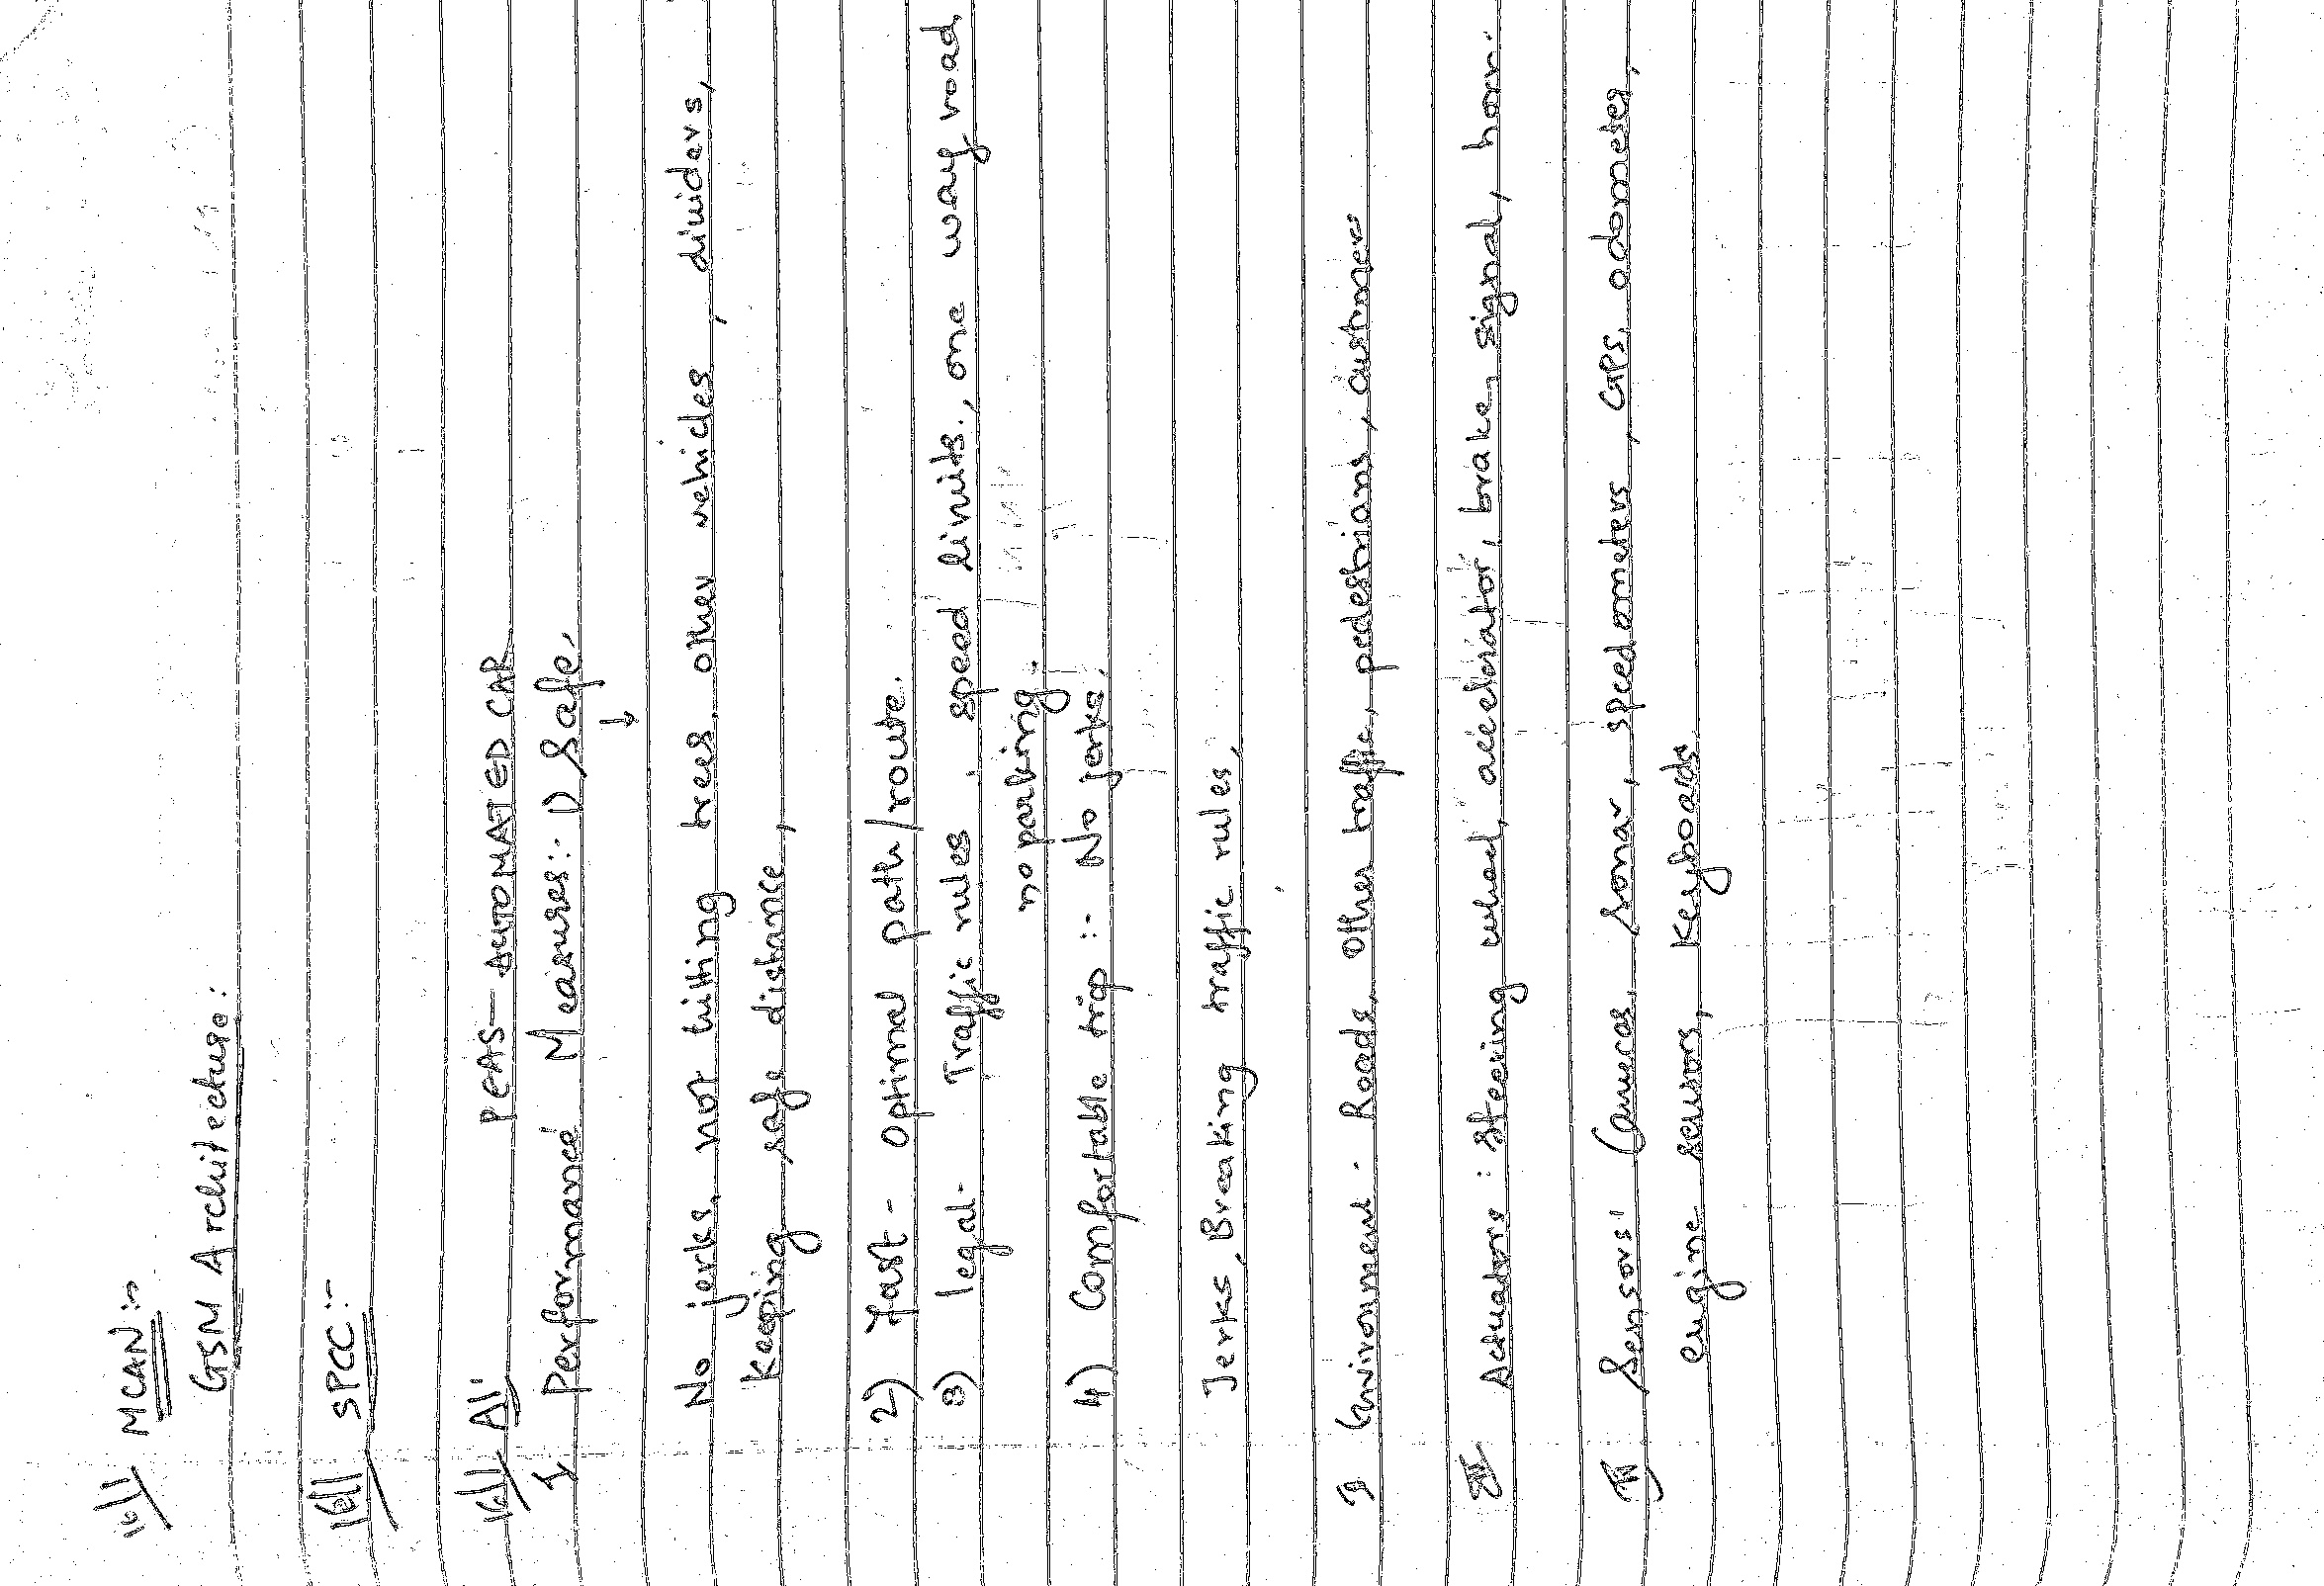 16/1 MCAN:-
GSM Architecture:
16/1 SPCC:-
16/1 AI:
PEAS- AUTOMATED CAR
I Performance Measures:- 1) Safe,
↓
No jerks, not hitting trees, other vehicles, dividers,
Keeping safe distance,
2) Fast - Optimal path/route.
3) legal - Traffic rules, speed limits, one way road,
no parking.
4) Comfortable trip :- No jerks.
Jerks, Breaking traffic rules,
Environment - Roads, Other traffic, pedestrians, customers
III Actuators : Steering wheel, accelerator, brake, signal, horn.
IV Sensors: Cameras, sonar, speedometers, GPS, odometer,
engine sensors, Keyboards